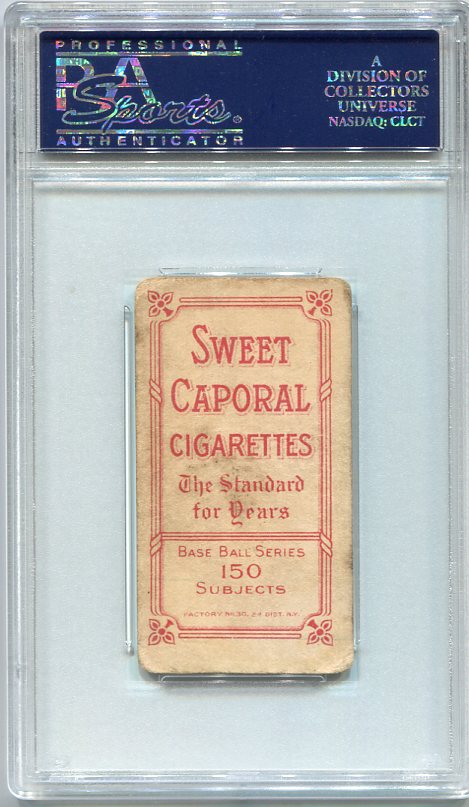 PROFESSIONAL
PSA
Sports.
AUTHENTICATOR
A
DIVISION OF
COLLECTORS
UNIVERSE
NASDAQ: CLCT
SWEET
CAPORAL
CIGARETTES
The Standard
for Years
BASE BALL SERIES
150
SUBJECTS
FACTORY No. 30, 2d DIST. N.Y.